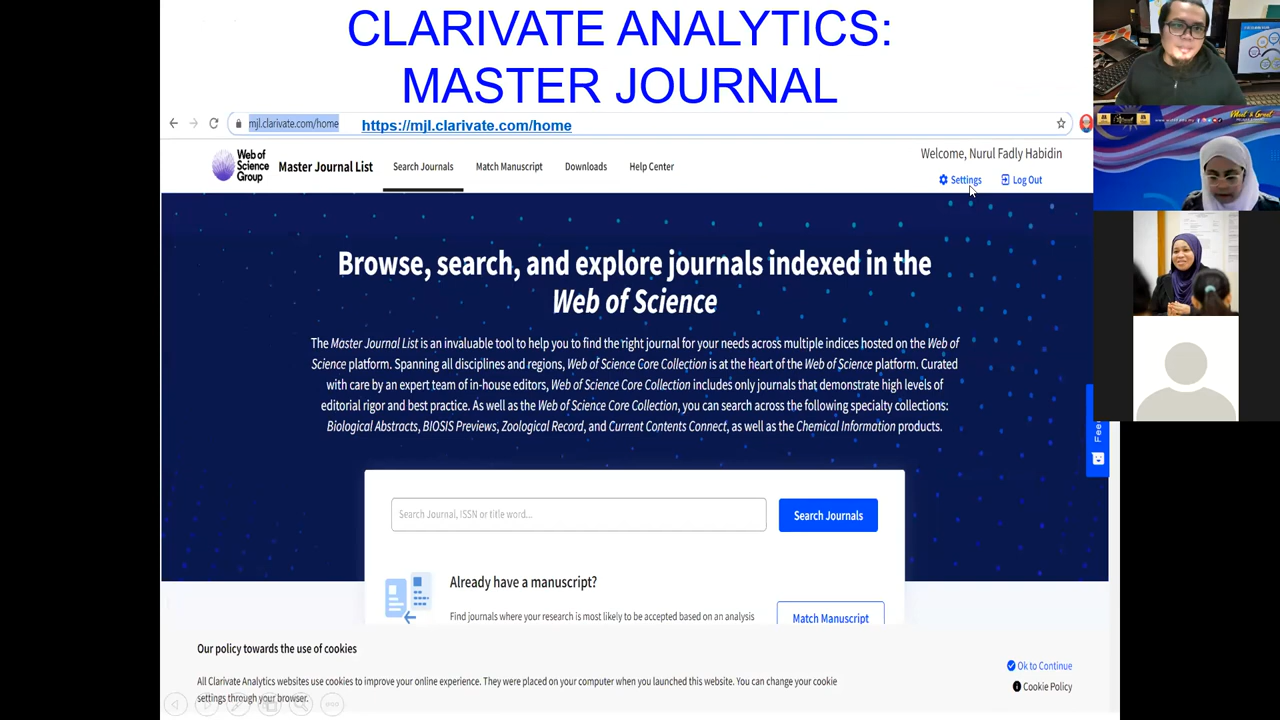 CLARIVATE ANALYTICS:
MASTER JOURNAL
mjl.clarivate.com/home
https://mjl.clarivate.com/home
Web of
Science
Group
Master Journal List
Search Journals
Match Manuscript
Downloads
Help Center
Welcome, Nurul Fadly Habidin
Settings
Log Out
Browse, search, and explore journals indexed in the
Web of Science
The Master Journal List is an invaluable tool to help you to find the right journal for your needs across multiple indices hosted on the Web of
Science platform. Spanning all disciplines and regions, Web of Science Core Collection is at the heart of the Web of Science platform. Curated
with care by an expert team of in-house editors, Web of Science Core Collection includes only journals that demonstrate high levels of
editorial rigor and best practice. As well as the Web of Science Core Collection, you can search across the following specialty collections:
Biological Abstracts, BIOSIS Previews, Zoological Record, and Current Contents Connect, as well as the Chemical Information products.
Search Journal, ISSN or title word...
Search Journals
Already have a manuscript?
Find journals where your research is most likely to be accepted based on an analysis
Match Manuscript
Our policy towards the use of cookies
All Clarivate Analytics websites use cookies to improve your online experience. They were placed on your computer when you launched this website. You can change your cookie
settings through your browser.
Ok to Continue
Cookie Policy